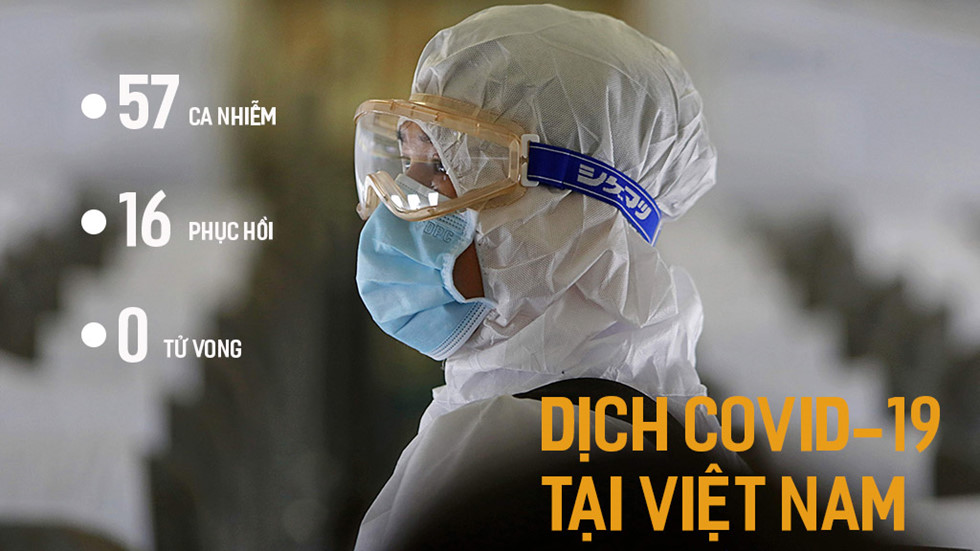 57 CA NHIỄM
16 PHỤC HỒI
0 TỬ VONG
シゲマツ
DPC
DỊCH COVID-19
TẠI VIỆT NAM